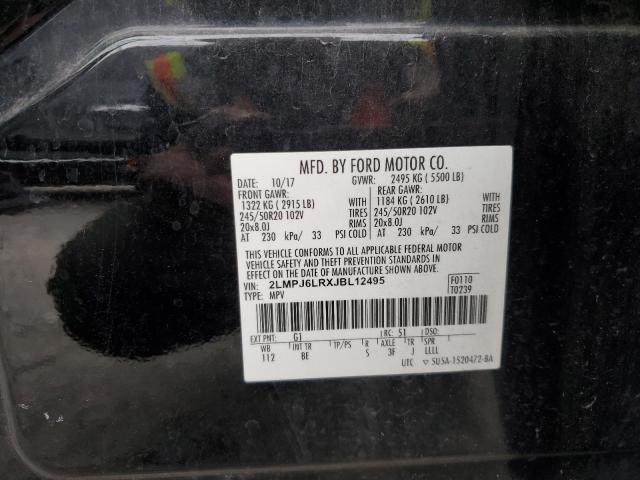 MFD. BY FORD MOTOR CO.
DATE: 10/17 GVWR: 2495 KG ( 5500 LB)
FRONT GAWR: REAR GAWR:
1322 KG ( 2915 LB) WITH 1184 KG ( 2610 LB) WITH
245/50R20 102V TIRES 245/50R20 102V TIRES
20x8.0J RIMS 20x8.0J RIMS
AT 230 kPa/ 33 PSI COLD AT 230 kPa/ 33 PSI COLD
THIS VEHICLE CONFORMS TO ALL APPLICABLE FEDERAL MOTOR
VEHICLE SAFETY AND THEFT PREVENTION STANDARDS
IN EFFECT ON THE DATE OF MANUFACTURE SHOWN ABOVE.
VIN: 2LMPJ6LRXJBL12495 F0110
TYPE: MPV T0239
EXT PNT: G1 RC: 51 DSO:
WB INT TR TP/PS R AXLE TR SPR
112 BE S 3F J LLLL
UTC ▽ 5U5A-1520472-BA